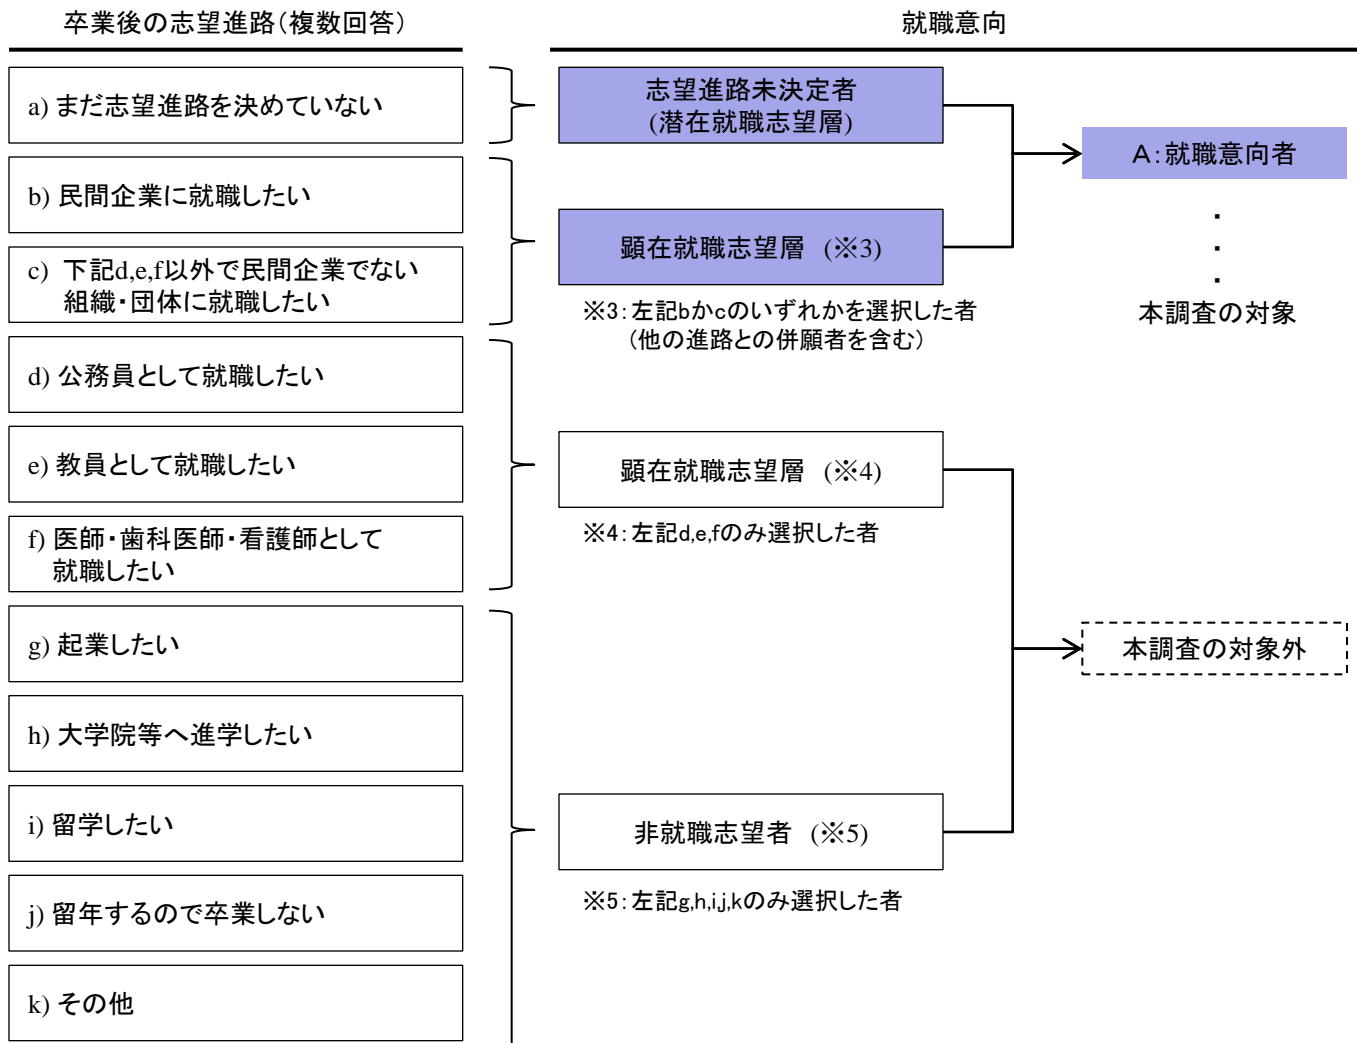 卒業後の志望進路(複数回答)
就職意向
a) まだ志望進路を決めていない
b) 民間企業に就職したい
c) 下記d,e,f以外で民間企業でない
組織・団体に就職したい
d) 公務員として就職したい
e) 教員として就職したい
f) 医師・歯科医師・看護師として
就職したい
g) 起業したい
h) 大学院等へ進学したい
i) 留学したい
j) 留年するので卒業しない
k) その他
志望進路未決定者
(潜在就職志望層)
顕在就職志望層 (※3)
※3:左記bかcのいずれかを選択した者
(他の進路との併願者を含む)
顕在就職志望層 (※4)
※4:左記d,e,fのみ選択した者
非就職志望者 (※5)
※5:左記g,h,i,j,kのみ選択した者
A:就職意向者
・
・
・
本調査の対象
本調査の対象外